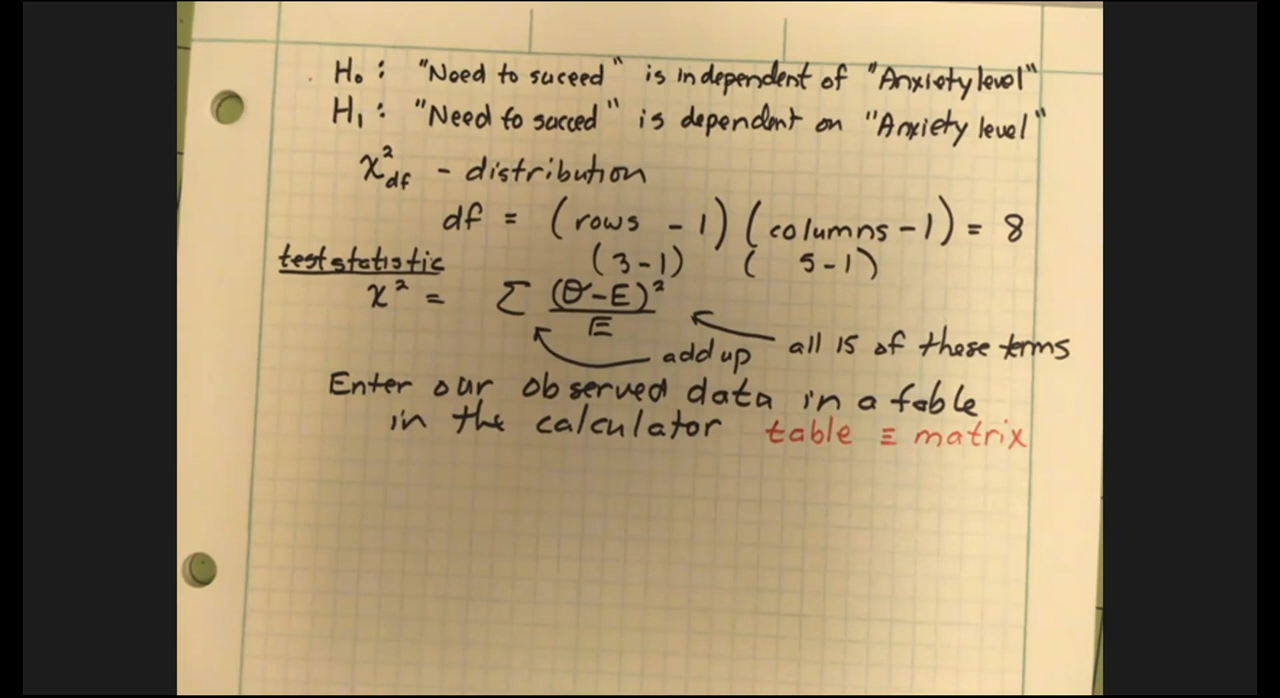 H₀ : "Need to suceed" is independent of "Anxiety level"
H₁ : "Need to succed" is dependent on "Anxiety level"
χ²df - distribution
df = (rows - 1) (columns - 1) = 8
(3-1) ( 5-1)
test statistic
χ² = Σ (O-E)²/E
add up all 15 of these terms
Enter our observed data in a table
in the calculator table ≡ matrix